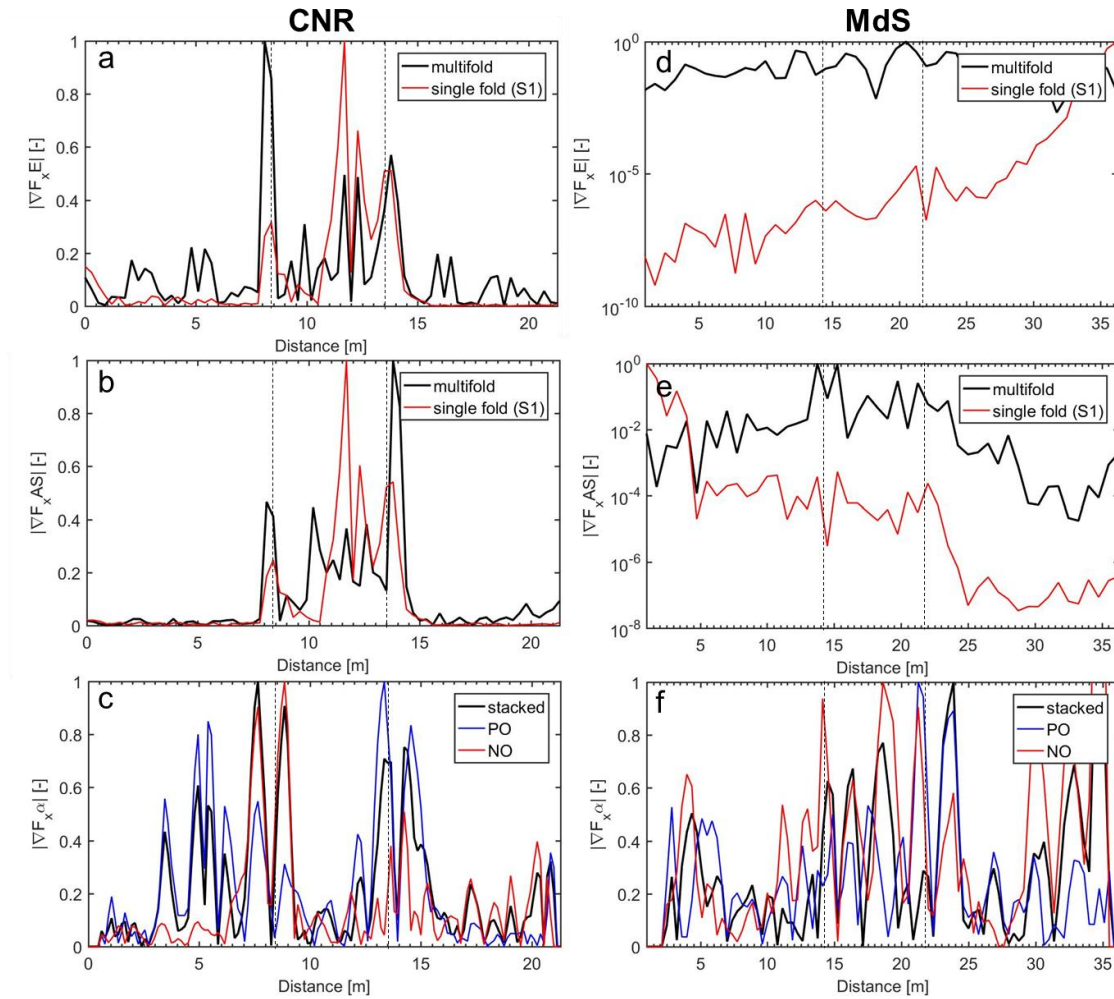 CNR
MdS
a
multifold
single fold (S1)
|∇FₓE| [-]
1
0.8
0.6
0.4
0.2
0
0 5 10 15 20
Distance [m]
d
multifold
single fold (S1)
|∇FₓE| [-]
10⁰
10⁻⁵
10⁻¹⁰
5 10 15 20 25 30 35
Distance [m]
b
multifold
single fold (S1)
|∇FₓAS| [-]
1
0.8
0.6
0.4
0.2
0
0 5 10 15 20
Distance [m]
e
multifold
single fold (S1)
|∇FₓAS| [-]
10⁰
10⁻²
10⁻⁴
10⁻⁶
10⁻⁸
5 10 15 20 25 30 35
Distance [m]
c
stacked
PO
NO
|∇Fₓα| [-]
1
0.8
0.6
0.4
0.2
0
0 5 10 15 20
Distance [m]
f
stacked
PO
NO
|∇Fₓα| [-]
1
0.8
0.6
0.4
0.2
0
5 10 15 20 25 30 35
Distance [m]